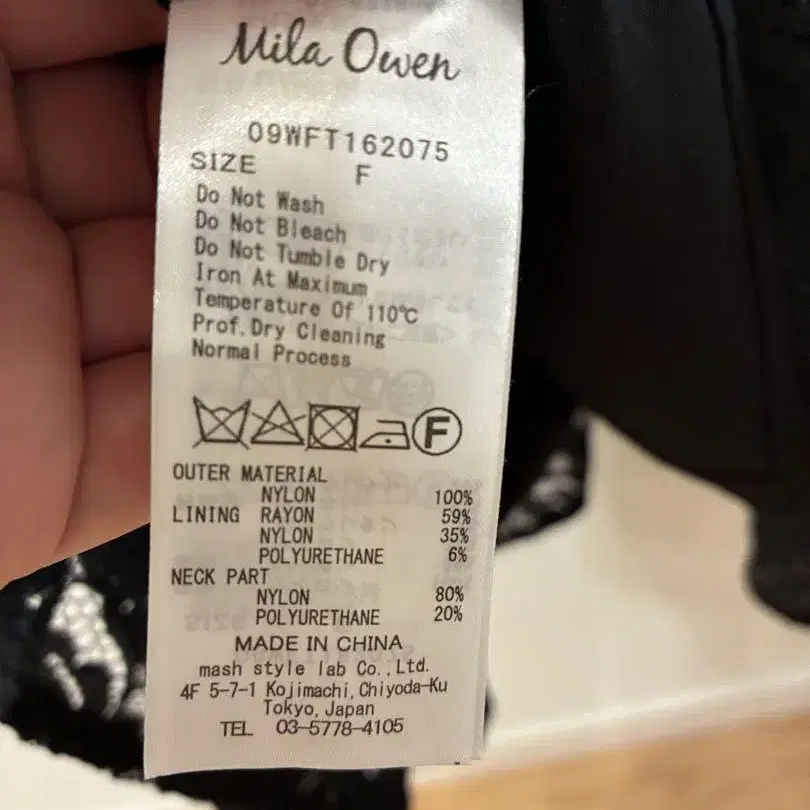 Mila Owen
09WFT162075
SIZE F
Do Not Wash
Do Not Bleach
Do Not Tumble Dry
Iron At Maximum
Temperature Of 110℃
Prof.Dry Cleaning
Normal Process
F
OUTER MATERIAL
NYLON 100%
LINING RAYON 59%
NYLON 35%
POLYURETHANE 6%
NECK PART
NYLON 80%
POLYURETHANE 20%
MADE IN CHINA
mash style lab Co.,Ltd.
4F 5-7-1 Kojimachi,Chiyoda-Ku
Tokyo,Japan
TEL 03-5778-4105